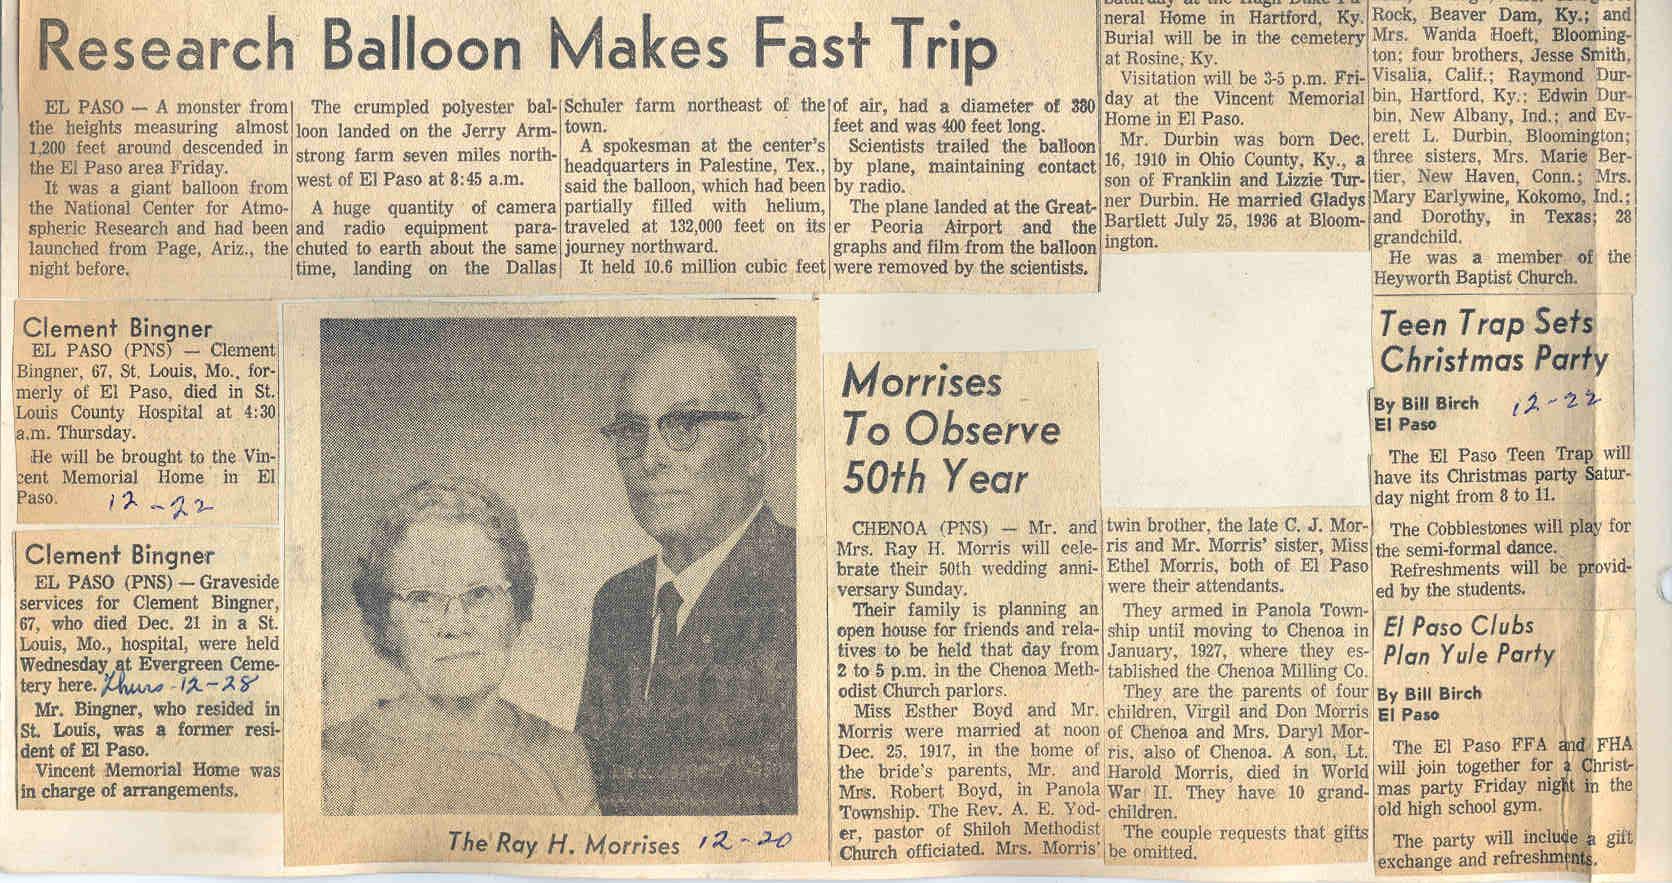 Research Balloon Makes Fast Trip
EL PASO — A monster from
the heights measuring almost
1,200 feet around descended in
the El Paso area Friday.
It was a giant balloon from
the National Center for Atmo-
spheric Research and had been
launched from Page, Ariz., the
night before.
The crumpled polyester bal-
loon landed on the Jerry Arm-
strong farm seven miles north-
west of El Paso at 8:45 a.m.
A huge quantity of camera
and radio equipment para-
chuted to earth about the same
time, landing on the Dallas
Schuler farm northeast of the
town.
A spokesman at the center's
headquarters in Palestine, Tex.,
said the balloon, which had been
partially filled with helium,
traveled at 132,000 feet on its
journey northward.
It held 10.6 million cubic feet
of air, had a diameter of 380
feet and was 400 feet long.
Scientists trailed the balloon
by plane, maintaining contact
by radio.
The plane landed at the Great-
er Peoria Airport and the
graphs and film from the balloon
were removed by the scientists.
neral Home in Hartford, Ky.
Burial will be in the cemetery
at Rosine, Ky.
Visitation will be 3-5 p.m. Fri-
day at the Vincent Memorial
Home in El Paso.
Mr. Durbin was born Dec.
16, 1910 in Ohio County, Ky., a
son of Franklin and Lizzie Tur-
ner Durbin. He married Gladys
Bartlett July 25, 1936 at Bloom-
ington.
Rock, Beaver Dam, Ky.; and
Mrs. Wanda Hoeft, Blooming-
ton; four brothers, Jesse Smith,
Visalia, Calif.; Raymond Dur-
bin, Hartford, Ky.; Edwin Dur-
bin, New Albany, Ind.; and Ev-
erett L. Durbin, Bloomington;
three sisters, Mrs. Marie Ber-
tier, New Haven, Conn.; Mrs.
Mary Earlywine, Kokomo, Ind.;
and Dorothy, in Texas; 28
grandchild.
He was a member of the
Heyworth Baptist Church.
Clement Bingner
EL PASO (PNS) — Clement
Bingner, 67, St. Louis, Mo., for-
merly of El Paso, died in St.
Louis County Hospital at 4:30
a.m. Thursday.
He will be brought to the Vin-
cent Memorial Home in El
Paso. 12-22
Clement Bingner
EL PASO (PNS) — Graveside
services for Clement Bingner,
67, who died Dec. 21 in a St.
Louis, Mo., hospital, were held
Wednesday at Evergreen Ceme-
tery here. Thurs-12-28
Mr. Bingner, who resided in
St. Louis, was a former resi-
dent of El Paso.
Vincent Memorial Home was
in charge of arrangements.
The Ray H. Morrises 12-20
Morrises
To Observe
50th Year
CHENOA (PNS) — Mr. and
Mrs. Ray H. Morris will cele-
brate their 50th wedding anni-
versary Sunday.
Their family is planning an
open house for friends and rela-
tives to be held that day from
2 to 5 p.m. in the Chenoa Meth-
odist Church parlors.
Miss Esther Boyd and Mr.
Morris were married at noon
Dec. 25, 1917, in the home of
the bride's parents, Mr. and
Mrs. Robert Boyd, in Panola
Township. The Rev. A. E. Yod-
er, pastor of Shiloh Methodist
Church officiated. Mrs. Morris'
twin brother, the late C. J. Mor-
ris and Mr. Morris' sister, Miss
Ethel Morris, both of El Paso
were their attendants.
They armed in Panola Town-
ship until moving to Chenoa in
January, 1927, where they es-
tablished the Chenoa Milling Co.
They are the parents of four
children, Virgil and Don Morris
of Chenoa and Mrs. Daryl Mor-
ris, also of Chenoa. A son, Lt.
Harold Morris, died in World
War II. They have 10 grand-
children.
The couple requests that gifts
be omitted.
Teen Trap Sets
Christmas Party
By Bill Birch 12-22
El Paso
The El Paso Teen Trap will
have its Christmas party Satur-
day night from 8 to 11.
The Cobblestones will play for
the semi-formal dance.
Refreshments will be provid-
ed by the students.
El Paso Clubs
Plan Yule Party
By Bill Birch
El Paso
The El Paso FFA and FHA
will join together for a Christ-
mas party Friday night in the
old high school gym.
The party will include a gift
exchange and refreshments.